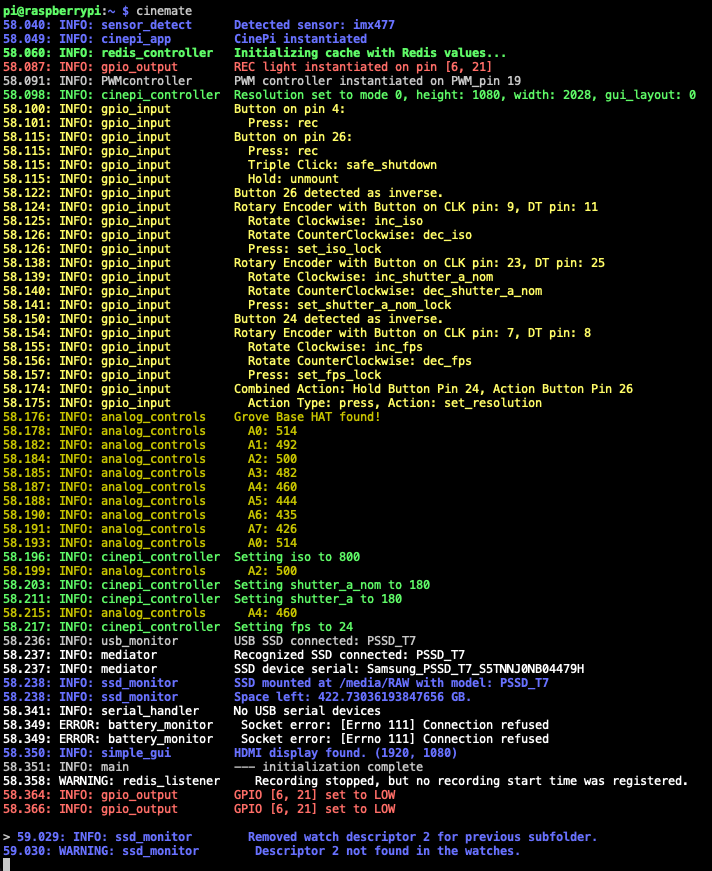 pi@raspberrypi:~ $ cinemate
58.040: INFO: sensor_detect      Detected sensor: imx477
58.049: INFO: cinepi_app         CinePi instantiated
58.060: INFO: redis_controller   Initializing cache with Redis values...
58.087: INFO: gpio_output        REC light instantiated on pin [6, 21]
58.091: INFO: PWMcontroller      PWM controller instantiated on PWM_pin 19
58.098: INFO: cinepi_controller  Resolution set to mode 0, height: 1080, width: 2028, gui_layout: 0
58.100: INFO: gpio_input         Button on pin 4:
58.101: INFO: gpio_input           Press: rec
58.115: INFO: gpio_input         Button on pin 26:
58.115: INFO: gpio_input           Press: rec
58.115: INFO: gpio_input           Triple Click: safe_shutdown
58.115: INFO: gpio_input           Hold: unmount
58.122: INFO: gpio_input         Button 26 detected as inverse.
58.124: INFO: gpio_input         Rotary Encoder with Button on CLK pin: 9, DT pin: 11
58.125: INFO: gpio_input           Rotate Clockwise: inc_iso
58.126: INFO: gpio_input           Rotate CounterClockwise: dec_iso
58.126: INFO: gpio_input           Press: set_iso_lock
58.138: INFO: gpio_input         Rotary Encoder with Button on CLK pin: 23, DT pin: 25
58.139: INFO: gpio_input           Rotate Clockwise: inc_shutter_a_nom
58.140: INFO: gpio_input           Rotate CounterClockwise: dec_shutter_a_nom
58.141: INFO: gpio_input           Press: set_shutter_a_nom_lock
58.150: INFO: gpio_input         Button 24 detected as inverse.
58.154: INFO: gpio_input         Rotary Encoder with Button on CLK pin: 7, DT pin: 8
58.155: INFO: gpio_input           Rotate Clockwise: inc_fps
58.156: INFO: gpio_input           Rotate CounterClockwise: dec_fps
58.157: INFO: gpio_input           Press: set_fps_lock
58.174: INFO: gpio_input         Combined Action: Hold Button Pin 24, Action Button Pin 26
58.175: INFO: gpio_input           Action Type: press, Action: set_resolution
58.176: INFO: analog_controls    Grove Base HAT found!
58.178: INFO: analog_controls      A0: 514
58.182: INFO: analog_controls      A1: 492
58.184: INFO: analog_controls      A2: 500
58.185: INFO: analog_controls      A3: 482
58.187: INFO: analog_controls      A4: 460
58.188: INFO: analog_controls      A5: 444
58.190: INFO: analog_controls      A6: 435
58.191: INFO: analog_controls      A7: 426
58.193: INFO: analog_controls      A0: 514
58.196: INFO: cinepi_controller  Setting iso to 800
58.199: INFO: analog_controls      A2: 500
58.203: INFO: cinepi_controller  Setting shutter_a_nom to 180
58.211: INFO: cinepi_controller  Setting shutter_a to 180
58.215: INFO: analog_controls      A4: 460
58.217: INFO: cinepi_controller  Setting fps to 24
58.236: INFO: usb_monitor        USB SSD connected: PSSD_T7
58.237: INFO: mediator           Recognized SSD connected: PSSD_T7
58.237: INFO: mediator           SSD device serial: Samsung_PSSD_T7_S5TNNJ0NB04479H
58.238: INFO: ssd_monitor        SSD mounted at /media/RAW with model: PSSD_T7
58.238: INFO: ssd_monitor        Space left: 422.73036193847656 GB.
58.341: INFO: serial_handler     No USB serial devices
58.349: ERROR: battery_monitor    Socket error: [Errno 111] Connection refused
58.349: ERROR: battery_monitor    Socket error: [Errno 111] Connection refused
58.350: INFO: simple_gui         HDMI display found. (1920, 1080)
58.351: INFO: main               --- initialization complete
58.358: WARNING: redis_listener     Recording stopped, but no recording start time was registered.
58.364: INFO: gpio_output        GPIO [6, 21] set to LOW
58.366: INFO: gpio_output        GPIO [6, 21] set to LOW
> 59.029: INFO: ssd_monitor        Removed watch descriptor 2 for previous subfolder.
59.030: WARNING: ssd_monitor        Descriptor 2 not found in the watches.